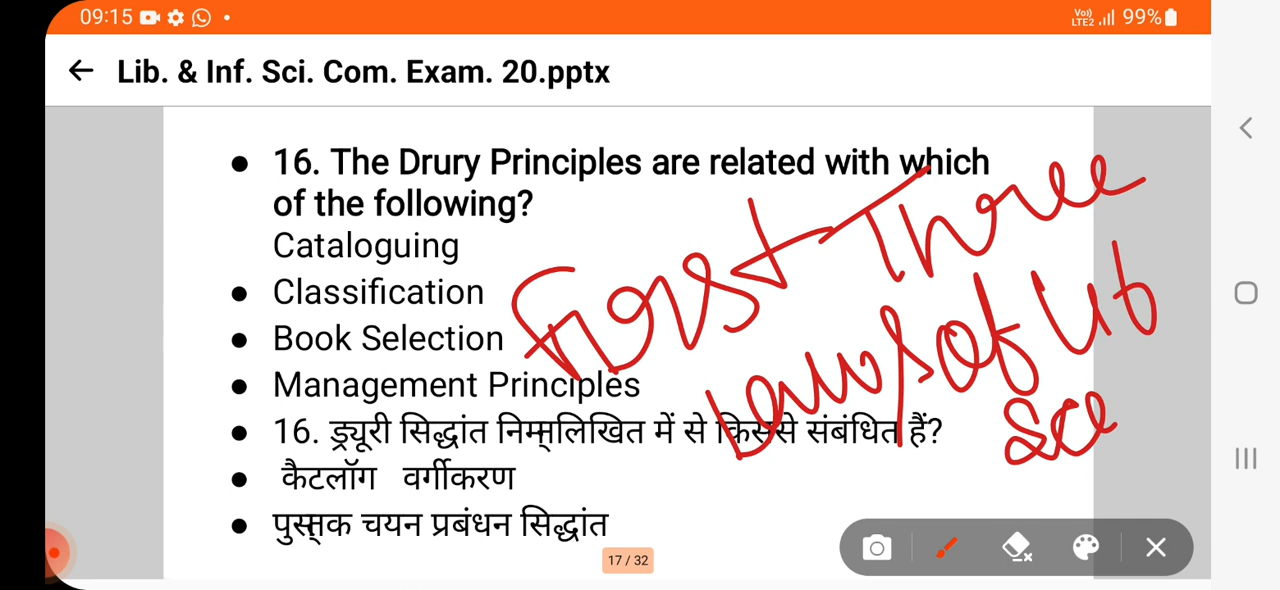 09:15 Vo)) LTE2 99%
Lib. & Inf. Sci. Com. Exam. 20.pptx
16. The Drury Principles are related with which
of the following?
Cataloguing
Classification
Book Selection
Management Principles
16. ड्र्यूरी सिद्धांत निम्नलिखित में से किससे संबंधित हैं?
कैटलॉग वर्गीकरण
पुस्तक चयन प्रबंधन सिद्धांत
17 / 32
First Three
Laws of Lib
Sce